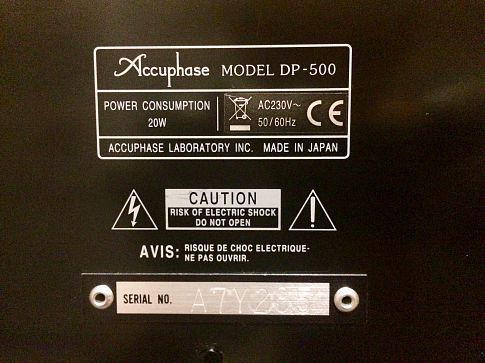 Accuphase MODEL DP-500
POWER CONSUMPTION
20W
AC230V~
50/60Hz
CE
ACCUPHASE LABORATORY INC. MADE IN JAPAN
CAUTION
RISK OF ELECTRIC SHOCK
DO NOT OPEN
AVIS: RISQUE DE CHOC ELECTRIQUE-
NE PAS OUVRIR.
SERIAL NO.